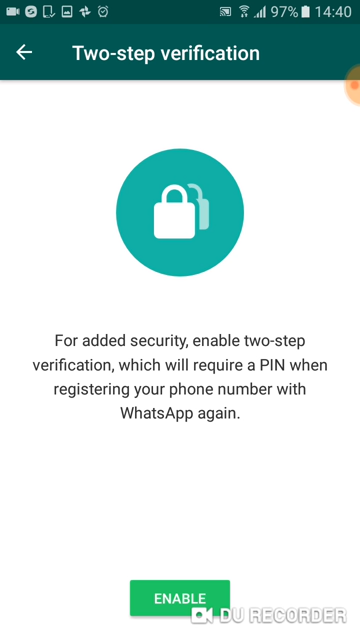 97% 14:40
Two-step verification
For added security, enable two-step
verification, which will require a PIN when
registering your phone number with
WhatsApp again.
ENABLE
DU RECORDER